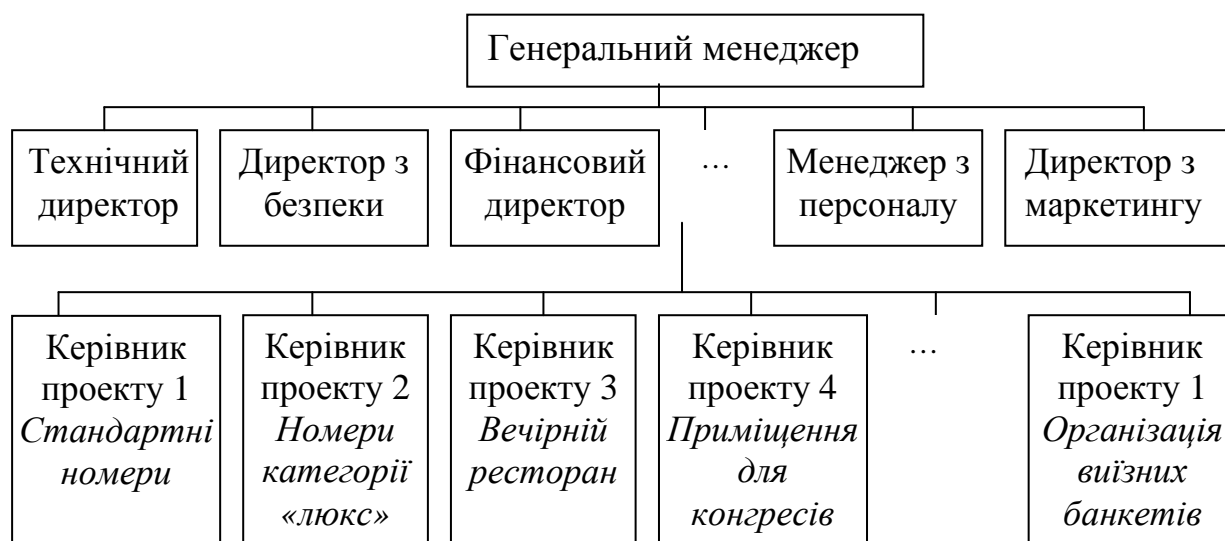 Генеральний менеджер
Технічний
директор
Директор з
безпеки
Фінансовий
директор
...
Менеджер з
персоналу
Директор з
маркетингу
Керівник
проекту 1
Стандартні
номери
Керівник
проекту 2
Номери
категорії
«люкс»
Керівник
проекту 3
Вечірній
ресторан
Керівник
проекту 4
Приміщення
для
конгресів
...
Керівник
проекту 1
Організація
виїзних
банкетів